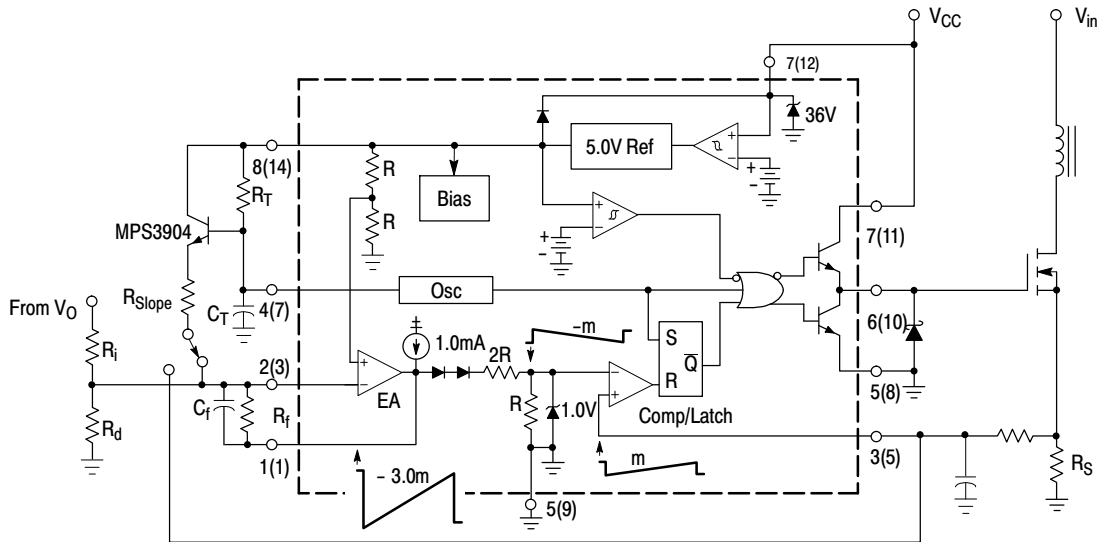 V_CC
V_in
7(12)
36V
5.0V Ref
+
−
+
−
8(14)
R
R_T
Bias
R
MPS3904
+
−
+
−
7(11)
R_Slope
C_T
4(7)
Osc
From V_O
1.0mA
− m
S
6(10)
R_i
2R
Q
2(3)
+
−
EA
−
+
R
5(8)
C_f
R_f
R
1.0V
Comp/Latch
R_d
1(1)
3(5)
m
R_S
− 3.0m
5(9)